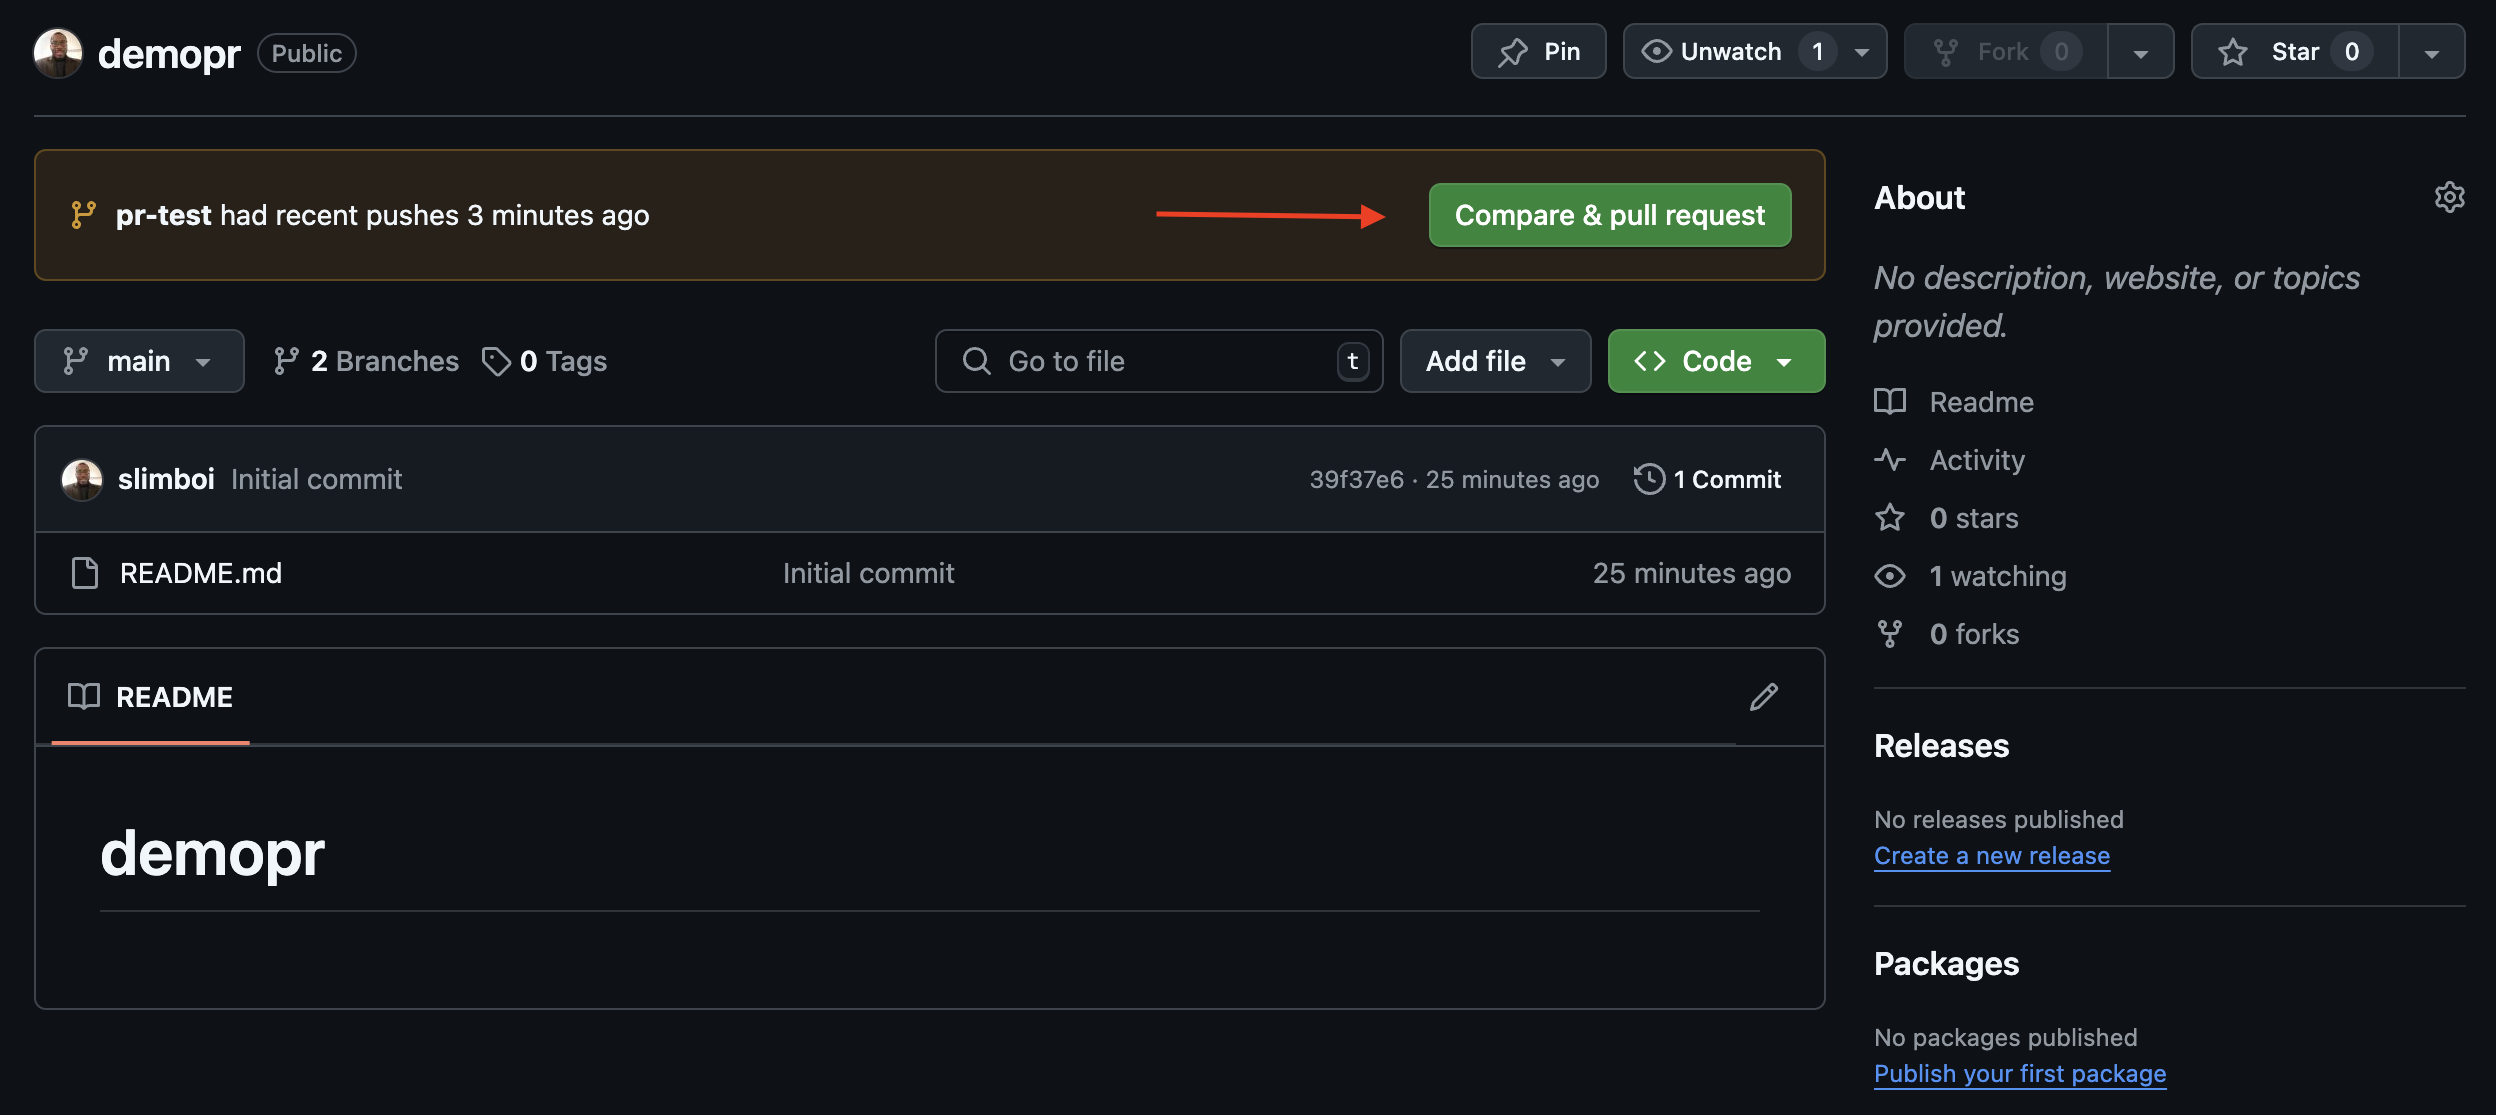 demopr Public
Pin
Unwatch 1
Fork 0
Star 0
pr-test had recent pushes 3 minutes ago
Compare & pull request
main
2 Branches
0 Tags
Go to file
t
Add file
Code
slimboi Initial commit
39f37e6 · 25 minutes ago
1 Commit
README.md
Initial commit
25 minutes ago
README
demopr
About
No description, website, or topics
provided.
Readme
Activity
0 stars
1 watching
0 forks
Releases
No releases published
Create a new release
Packages
No packages published
Publish your first package